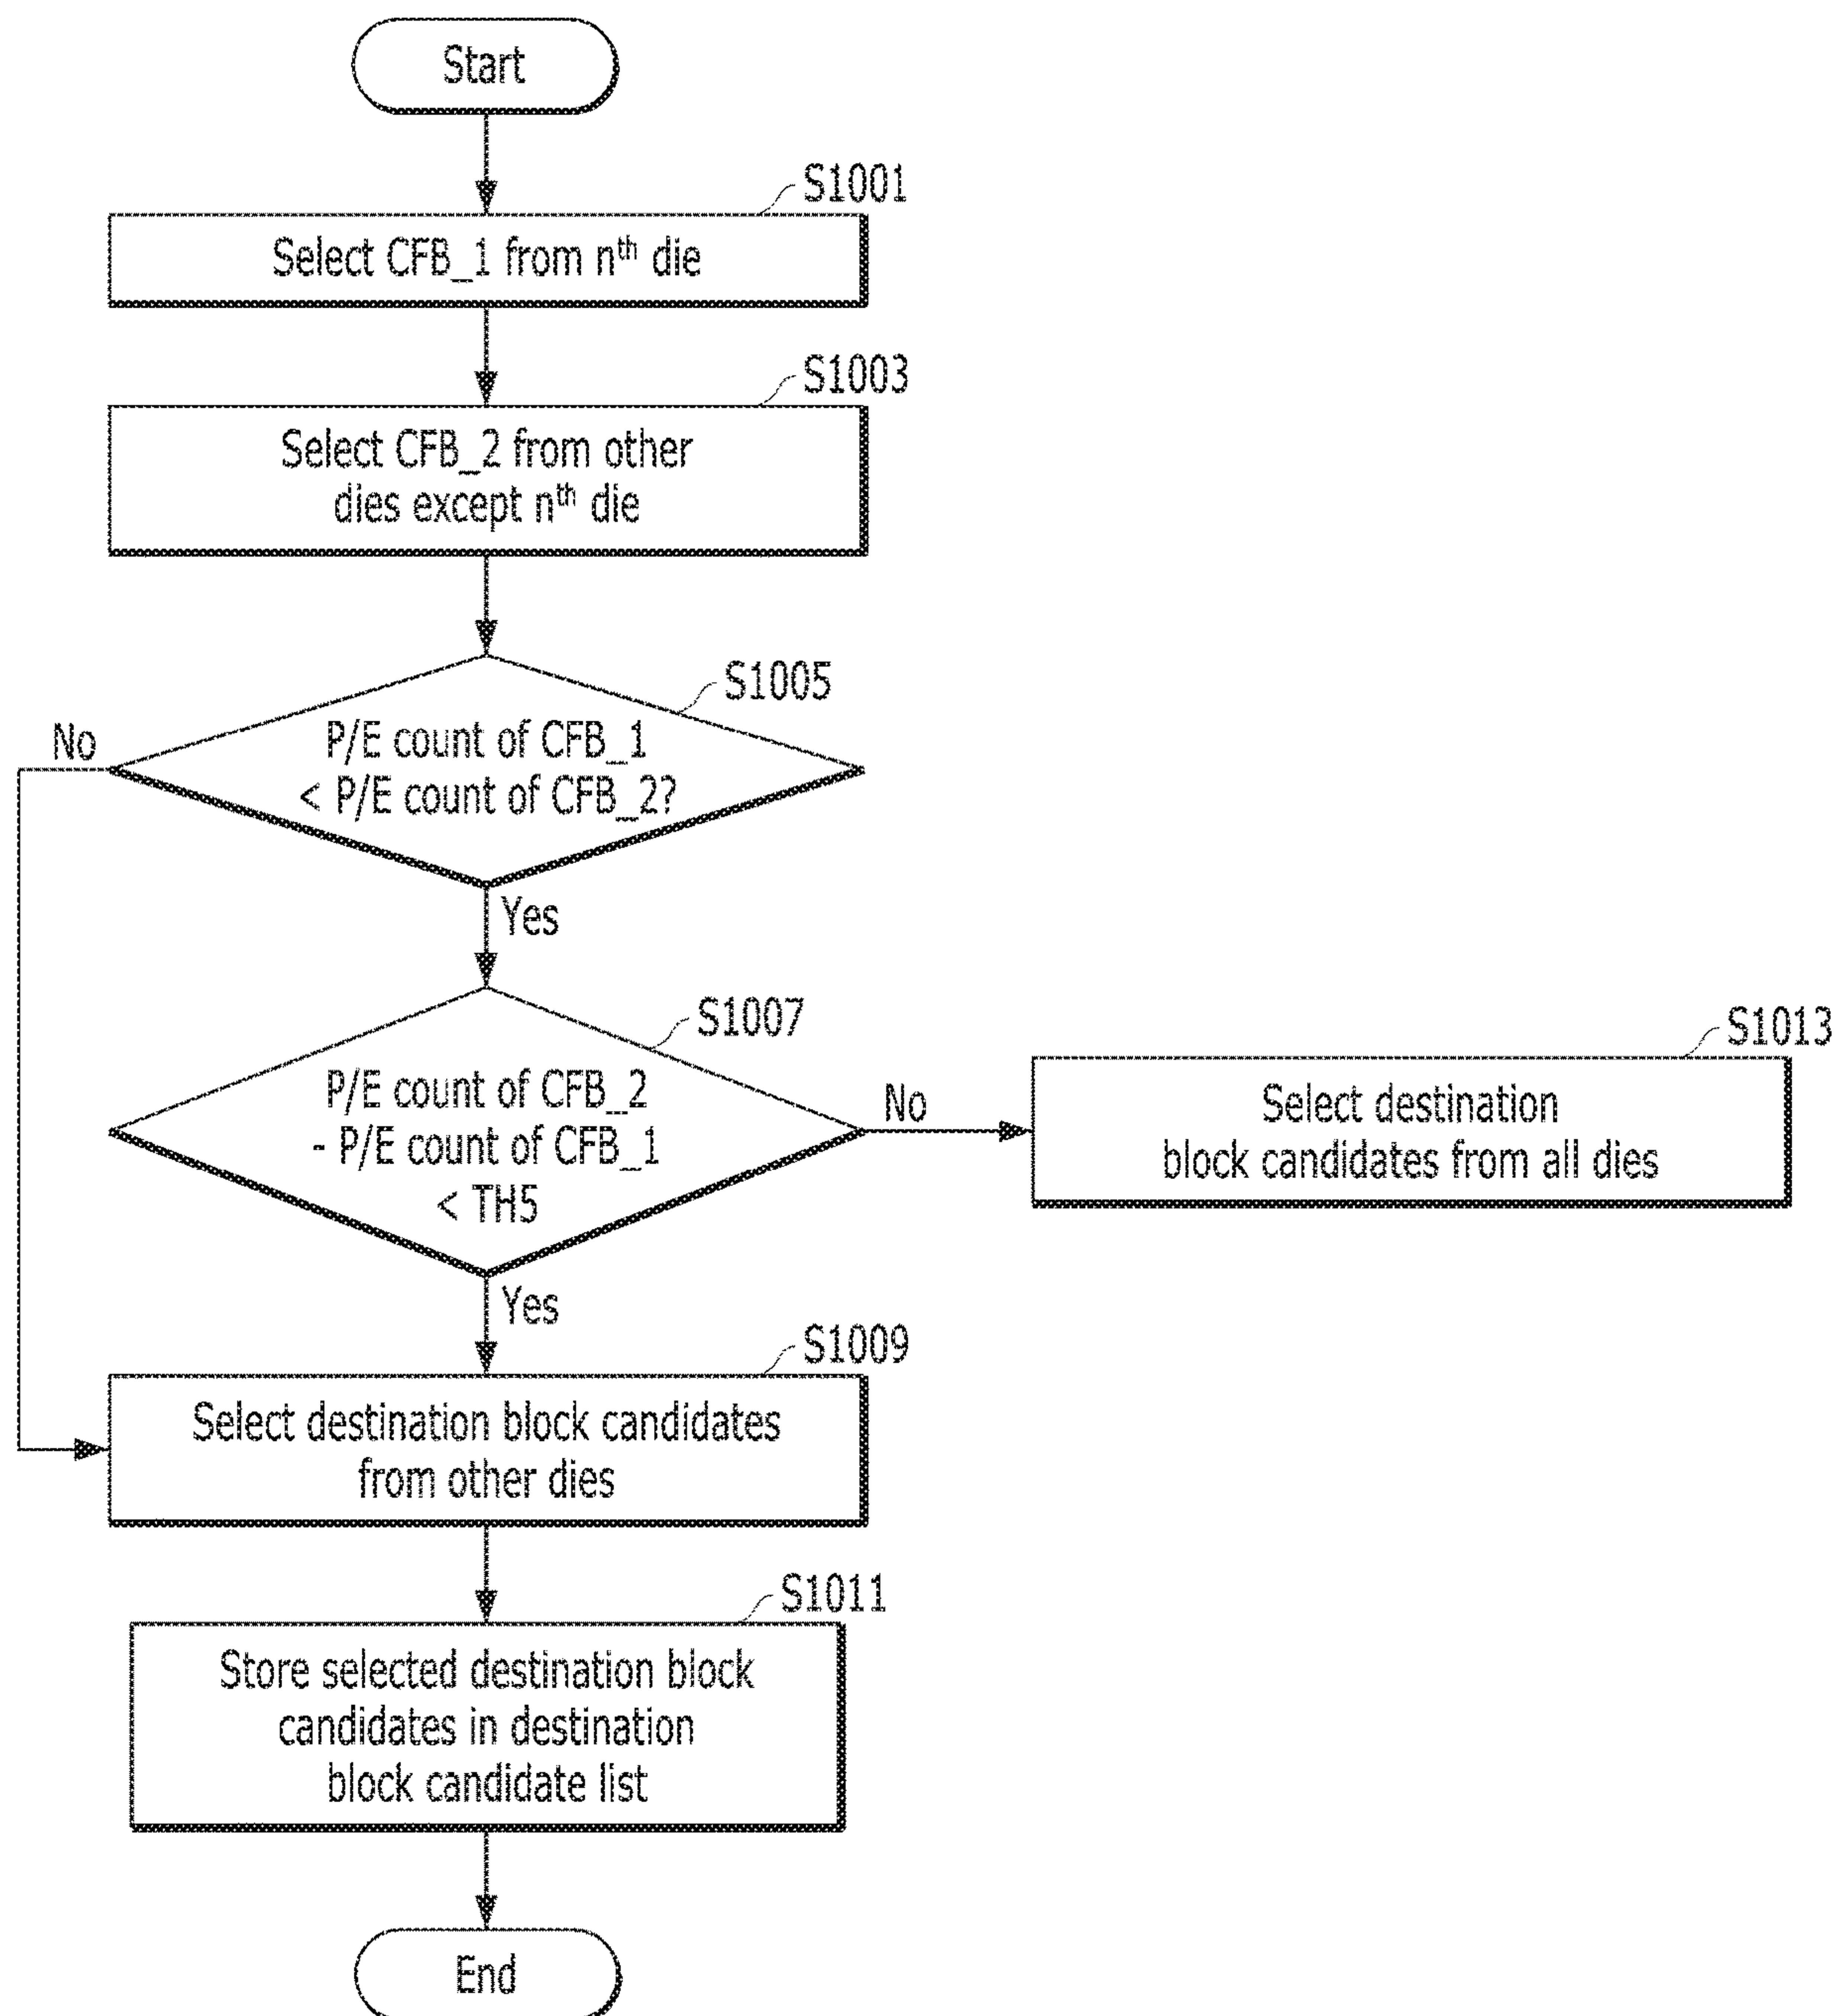 Start
S1001
Select CFB_1 from nth die
S1003
Select CFB_2 from other
dies except nth die
S1005
No
P/E count of CFB_1
< P/E count of CFB_2?
Yes
S1007
P/E count of CFB_2
- P/E count of CFB_1
< TH5
No
S1013
Select destination
block candidates from all dies
Yes
S1009
Select destination block candidates
from other dies
S1011
Store selected destination block
candidates in destination
block candidate list
End